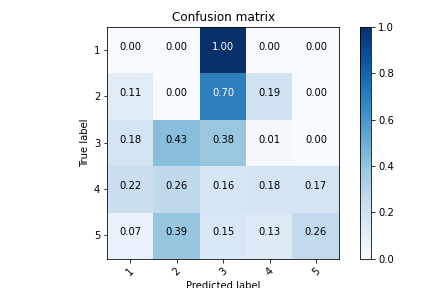 Confusion matrix
1.0
1 0.00 0.00 1.00 0.00 0.00
0.8
2 0.11 0.00 0.70 0.19 0.00
0.6
True label
3 0.18 0.43 0.38 0.01 0.00
0.4
4 0.22 0.26 0.16 0.18 0.17
0.2
5 0.07 0.39 0.15 0.13 0.26
0.0
1 2 3 4 5
Predicted label